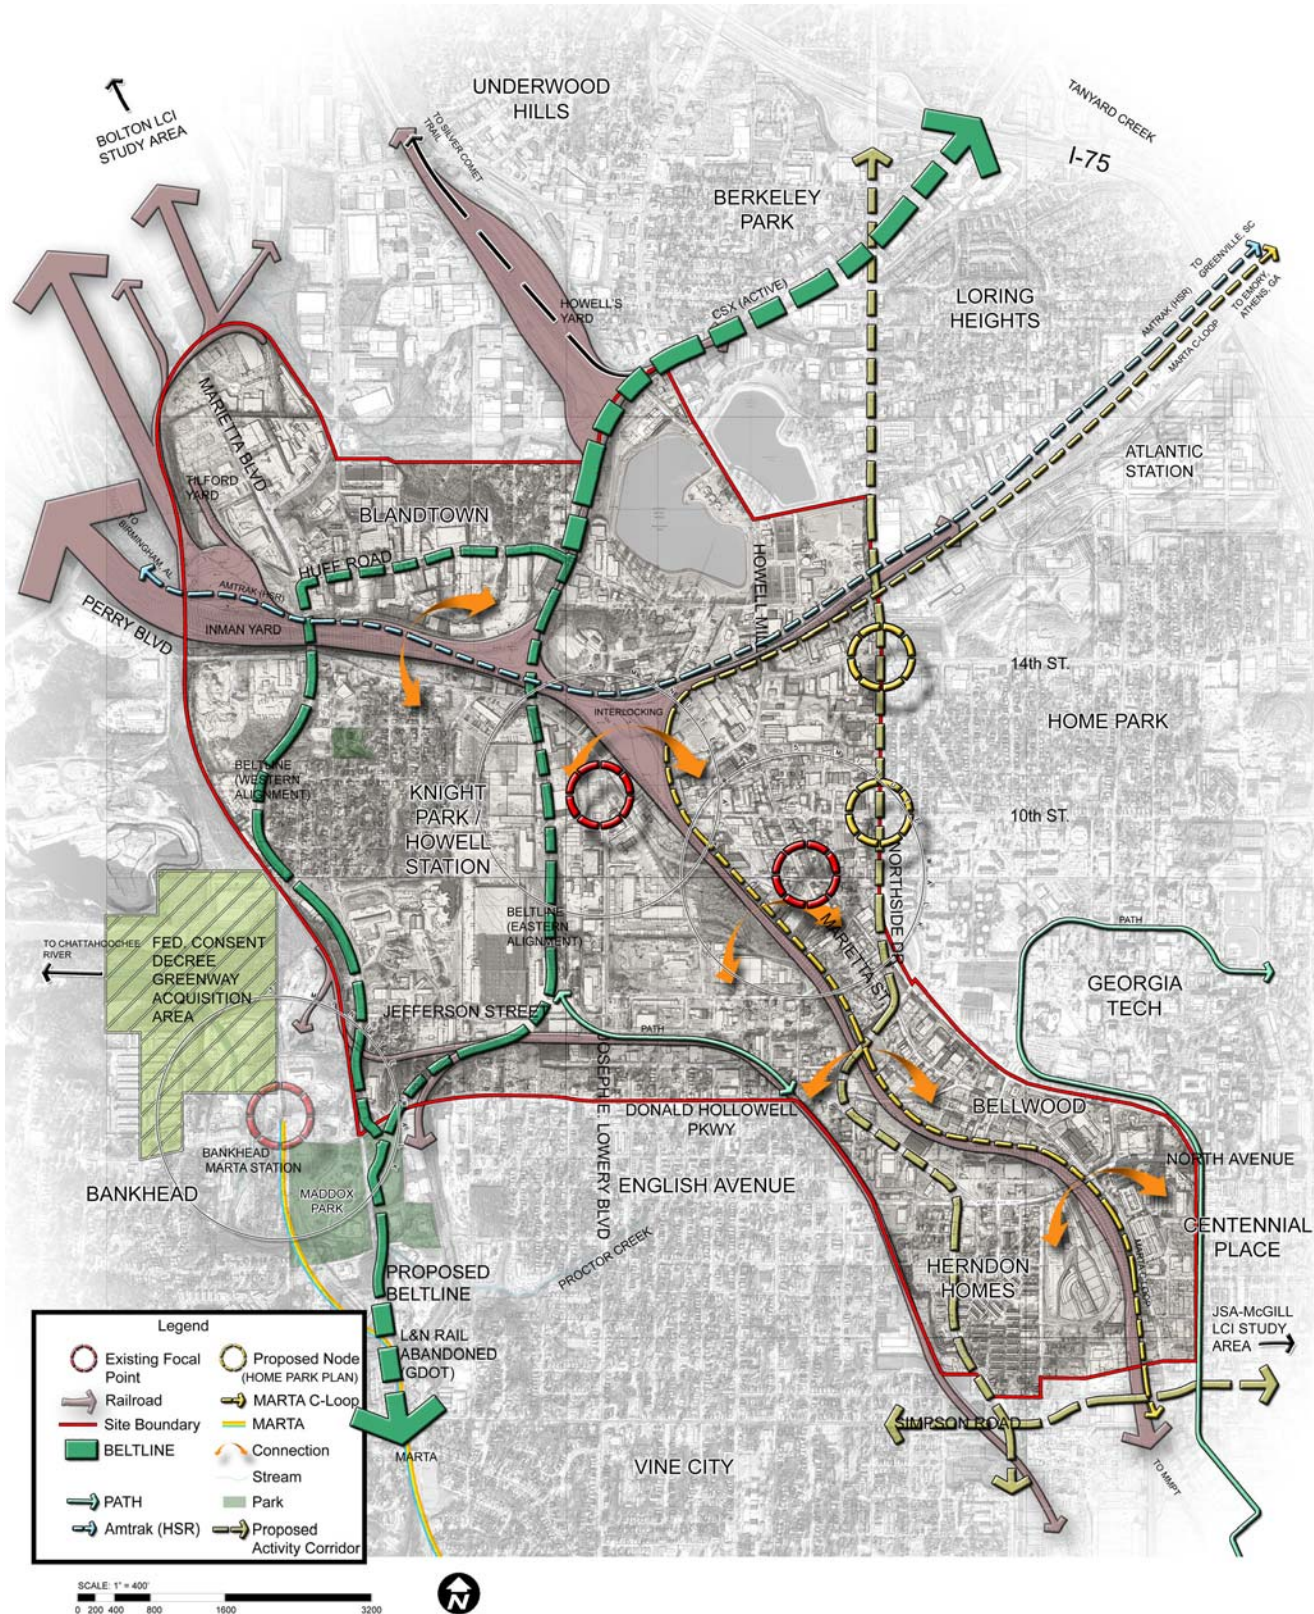 UNDERWOOD
HILLS
TANYARD CREEK
I-75
BOLTON LCI
STUDY AREA
TO SILVER COMET
TRAIL
BERKELEY
PARK
TO
GREENVILLE, SC
TO EMORY,
ATHENS, GA
AMTRAK (HSR)
MARTA C-LOOP
HOWELL'S
YARD
CSX (ACTIVE)
LORING
HEIGHTS
MARIETTA BLVD
TILFORD
YARD
ATLANTIC
STATION
BLANDTOWN
TO
BIRMINGHAM, AL
HUFF ROAD
AMTRAK (HSR)
PERRY BLVD
INMAN YARD
HOWELL MILL
14th ST.
INTERLOCKING
HOME PARK
BELTLINE
(WESTERN
ALIGNMENT)
KNIGHT
PARK /
HOWELL
STATION
10th ST.
NORTHSIDE DR
BELTLINE
(EASTERN
ALIGNMENT)
MARIETTA ST
PATH
TO CHATTAHOOCHEE
RIVER
FED. CONSENT
DECREE
GREENWAY
ACQUISITION
AREA
GEORGIA
TECH
JEFFERSON STREET
PATH
JOSEPH E LOWERY BLVD
DONALD HOLLOWELL
PKWY
BELLWOOD
BANKHEAD
MARTA STATION
NORTH AVENUE
BANKHEAD
MADDOX
PARK
ENGLISH AVENUE
CENTENNIAL
PLACE
PROCTOR CREEK
MARTA C-LOOP
PROPOSED
BELTLINE
HERNDON
HOMES
L&N RAIL
ABANDONED
(GDOT)
JSA-McGILL
LCI STUDY
AREA
SIMPSON ROAD
MARTA
VINE CITY
TO MMPT
Legend
Existing Focal
Point
Proposed Node
(HOME PARK PLAN)
Railroad
MARTA C-Loop
Site Boundary
MARTA
BELTLINE
Connection
Stream
PATH
Park
Amtrak (HSR)
Proposed
Activity Corridor
SCALE: 1" = 400'
0 200 400 800 1600 3200
N